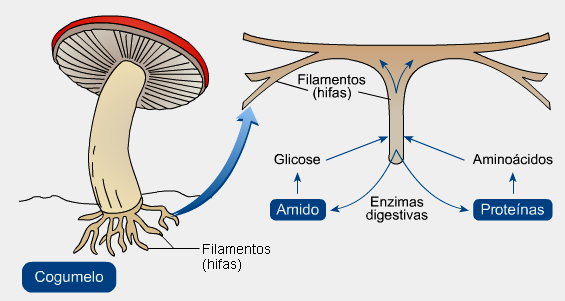 Filamentos
(hifas)
Glicose
Aminoácidos
Amido
Enzimas
digestivas
Proteínas
Filamentos
(hifas)
Cogumelo